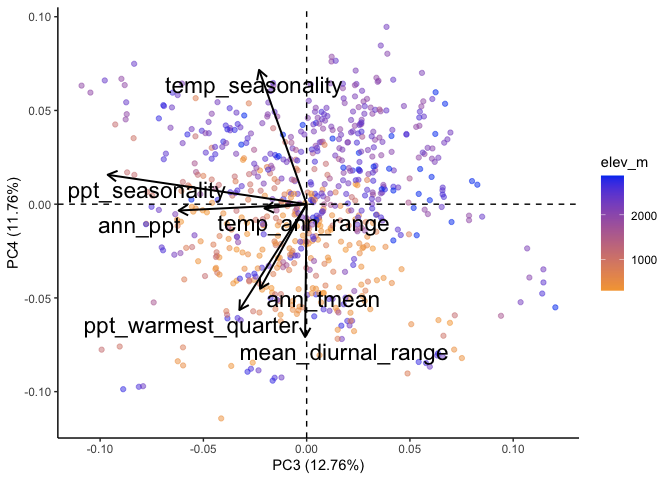 0.10
temp_seasonality
0.05
elev_m
ppt_seasonality
2000
0.00
ann_ppt
temp_ann_range
1000
PC4 (11.76%)
-0.05
ann_tmean
ppt_warmest_quarter
mean_diurnal_range
-0.10
-0.10
-0.05
0.00
0.05
0.10
PC3 (12.76%)